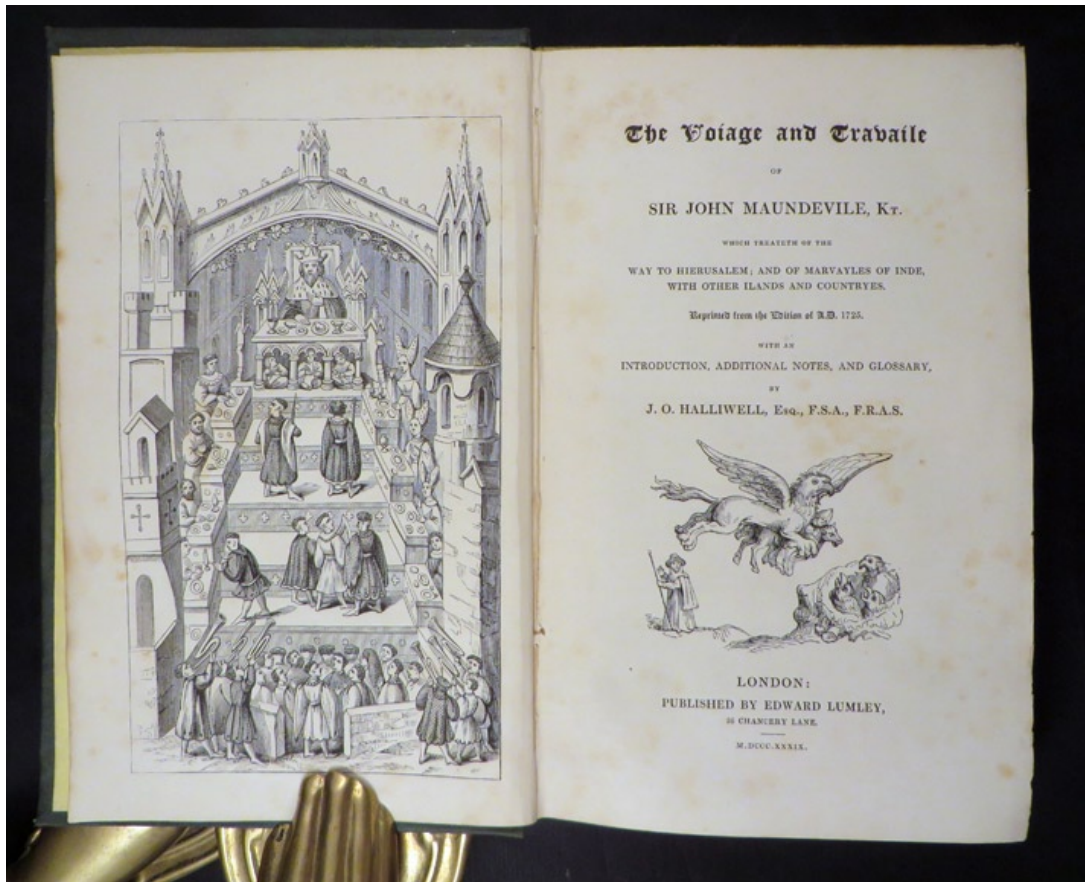 The Voiage and Travaile
OF
SIR JOHN MAUNDEVILE, KT.
WHICH TREATETH OF THE
WAY TO HIERUSALEM; AND OF MARVAYLES OF INDE,
WITH OTHER ILANDS AND COUNTRYES.
Reprinted from the Edition of A.D. 1725.
WITH AN
INTRODUCTION, ADDITIONAL NOTES, AND GLOSSARY,
BY
J. O. HALLIWELL, ESQ., F.S.A., F.R.A.S.
LONDON:
PUBLISHED BY EDWARD LUMLEY,
CHANCERY LANE.
M.DCCC.XXXIX.